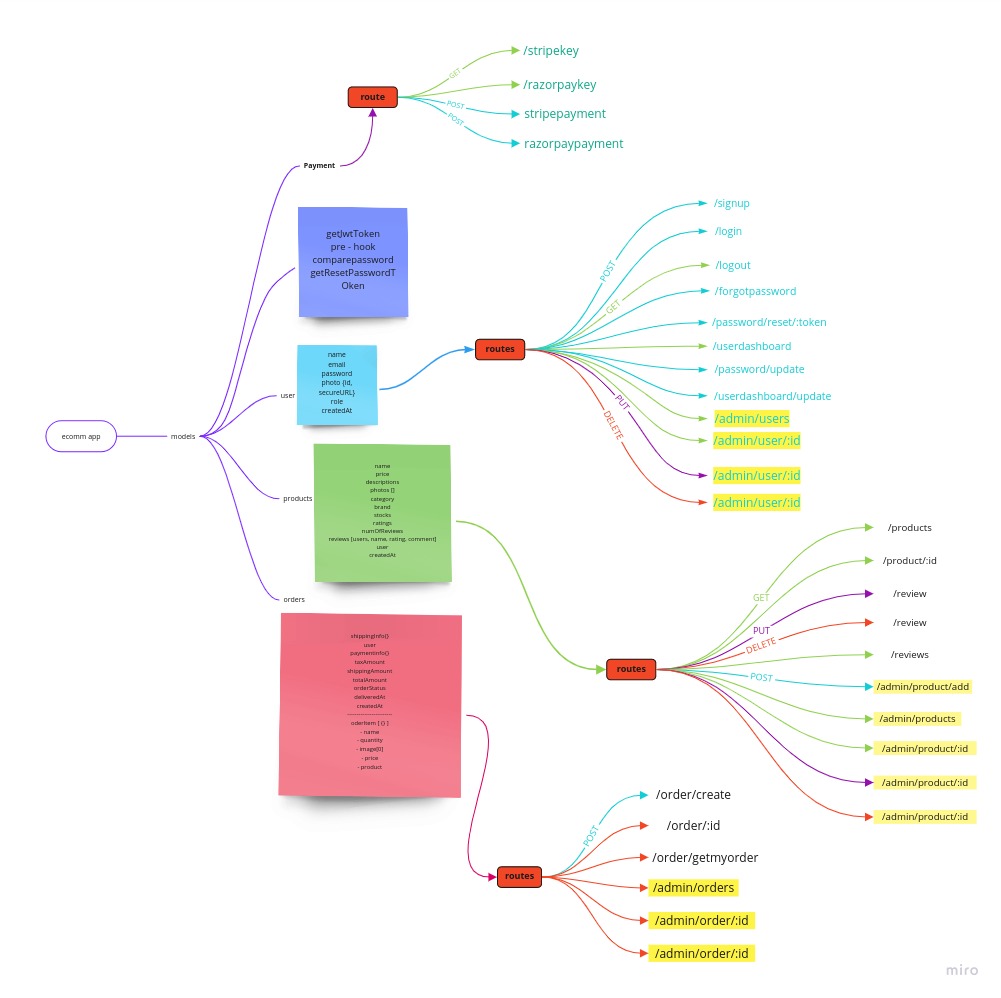 /stripekey
GET
/razorpaykey
route
POST
stripepayment
POST
razorpaypayment
Payment
getJwtToken
pre - hook
comparepassword
getResetPasswordT
Oken
/signup
/login
POST
/logout
GET
/forgotpassword
/password/reset/:token
routes
/userdashboard
/password/update
/userdashboard/update
PUT
/admin/users
DELETE
/admin/user/:id
/admin/user/:id
/admin/user/:id
user
name
email
password
photo {id,
secureURL}
role
createdAt
ecomm app
models
products
name
price
descriptions
photos []
category
brand
stocks
ratings
numOfReviews
reviews [users, name, rating, comment]
user
createdAt
/products
/product/:id
GET
/review
PUT
/review
DELETE
/reviews
routes
POST
/admin/product/add
/admin/products
/admin/product/:id
/admin/product/:id
/admin/product/:id
orders
shippingInfo{}
user
paymentInfo{}
taxAmount
shippingAmount
totalAmount
orderStatus
deliveredAt
createdAt
--------------------
oderItem [ {} ]
- name
- quantity
- image[0]
- price
- product
/order/create
POST
/order/:id
/order/getmyorder
routes
/admin/orders
/admin/order/:id
/admin/order/:id
miro